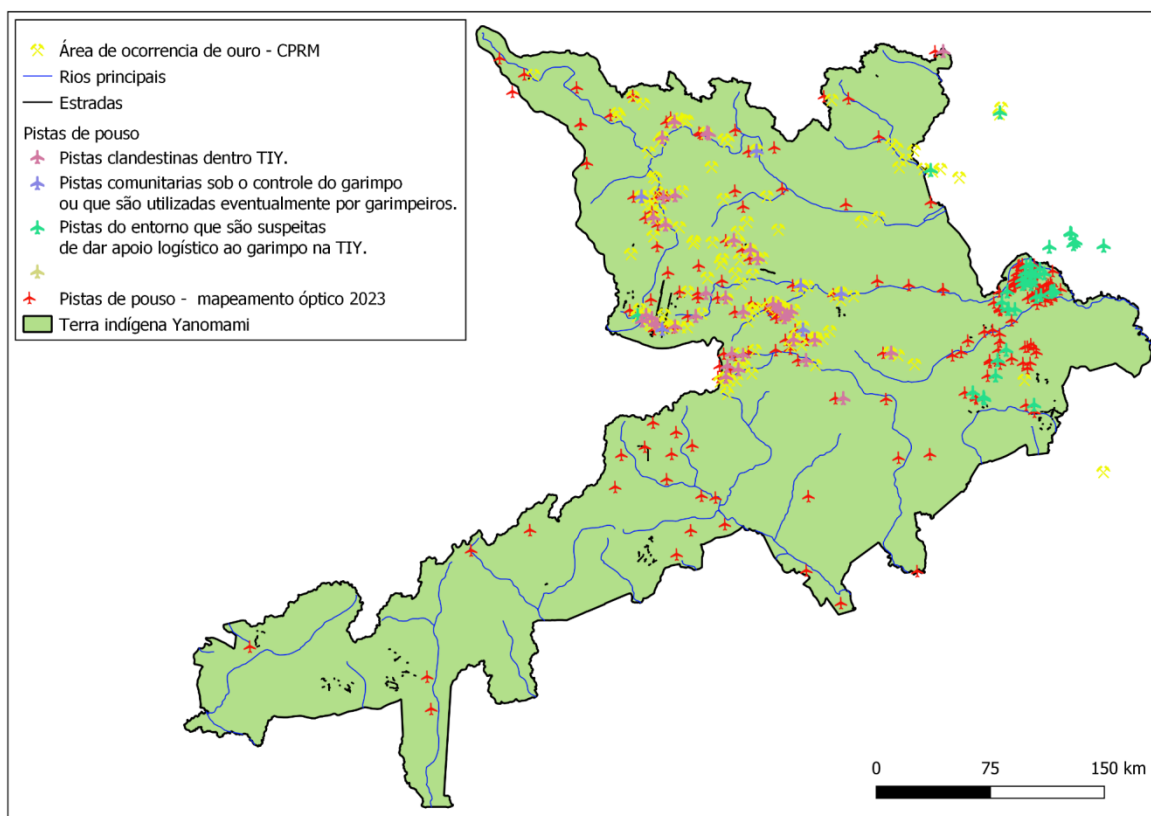 Área de ocorrencia de ouro - CPRM
Rios principais
Estradas
Pistas de pouso
Pistas clandestinas dentro TIY.
Pistas comunitarias sob o controle do garimpo
ou que são utilizadas eventualmente por garimpeiros.
Pistas do entorno que são suspeitas
de dar apoio logístico ao garimpo na TIY.
Pistas de pouso - mapeamento óptico 2023
Terra indígena Yanomami
0 75 150 km